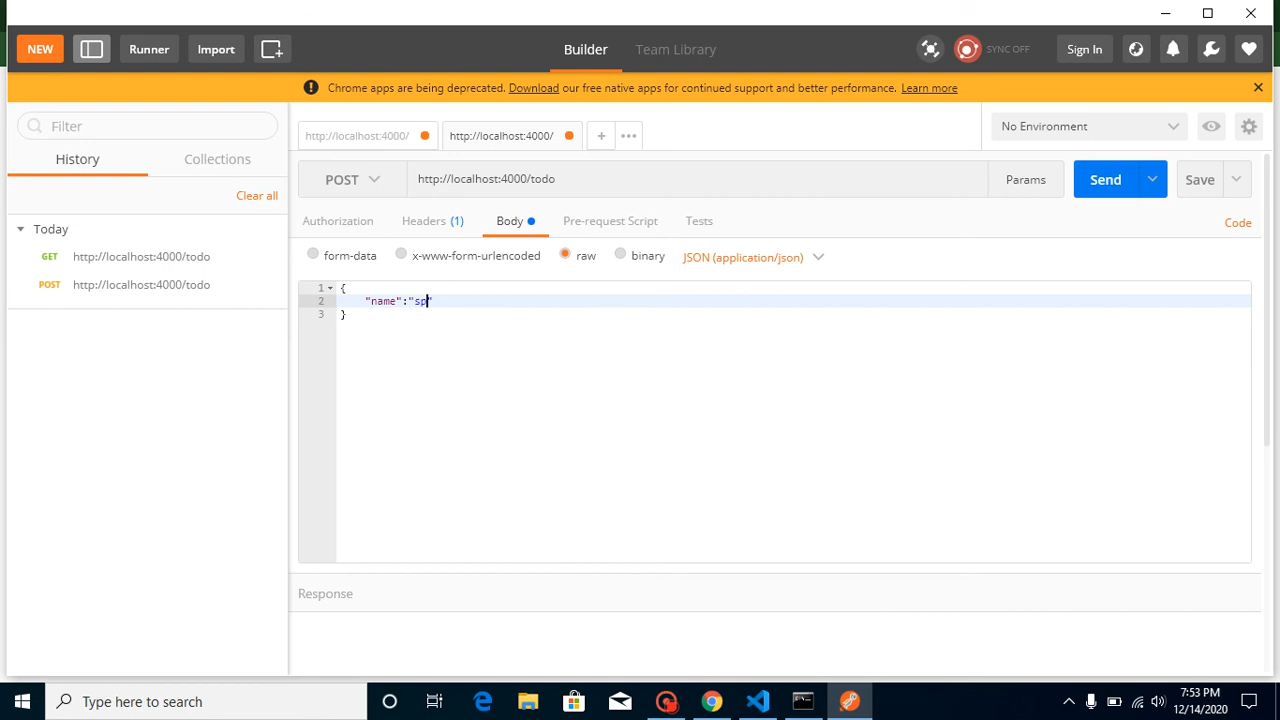 NEW
Runner
Import
Builder
Team Library
SYNC OFF
Sign In
Chrome apps are being deprecated. Download our free native apps for continued support and better performance. Learn more
Filter
History
Collections
Clear all
Today
GET http://localhost:4000/todo
POST http://localhost:4000/todo
http://localhost:4000/
http://localhost:4000/
No Environment
POST
http://localhost:4000/todo
Params
Send
Save
Authorization
Headers (1)
Body
Pre-request Script
Tests
Code
form-data
x-www-form-urlencoded
raw
binary
JSON (application/json)
1 {
2 "name":"sp"
3 }
Response
Type here to search
7:53 PM
12/14/2020